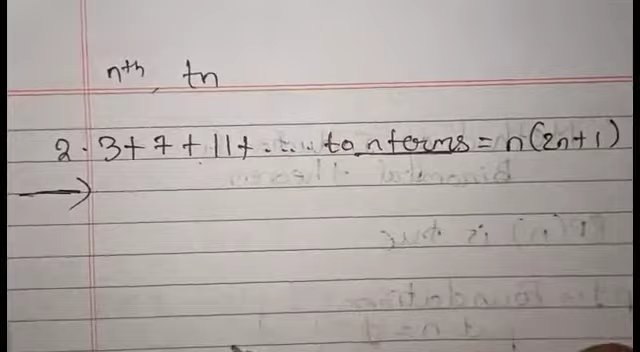 nth, tn
2. 3+7+11+..... to n terms = n(2n+1)